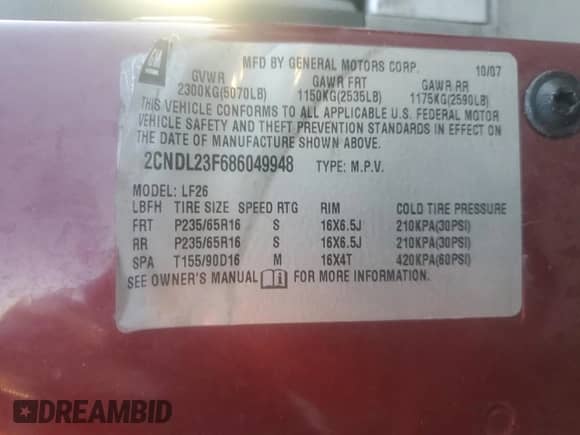 MFD BY GENERAL MOTORS CORP. 10/07
GVWR GAWR FRT GAWR RR
2300KG(5070LB) 1150KG(2535LB) 1175KG(2590LB)
THIS VEHICLE CONFORMS TO ALL APPLICABLE U.S. FEDERAL MOTOR
VEHICLE SAFETY AND THEFT PREVENTION STANDARDS IN EFFECT ON
THE DATE OF MANUFACTURE SHOWN ABOVE.
2CNDL23F686049948 TYPE: M.P.V.
MODEL: LF26
LBFH TIRE SIZE SPEED RTG RIM COLD TIRE PRESSURE
FRT P235/65R16 S 16X6.5J 210KPA(30PSI)
RR P235/65R16 S 16X6.5J 210KPA(30PSI)
SPA T155/90D16 M 16X4T 420KPA(60PSI)
SEE OWNER'S MANUAL FOR MORE INFORMATION.
DREAMBID